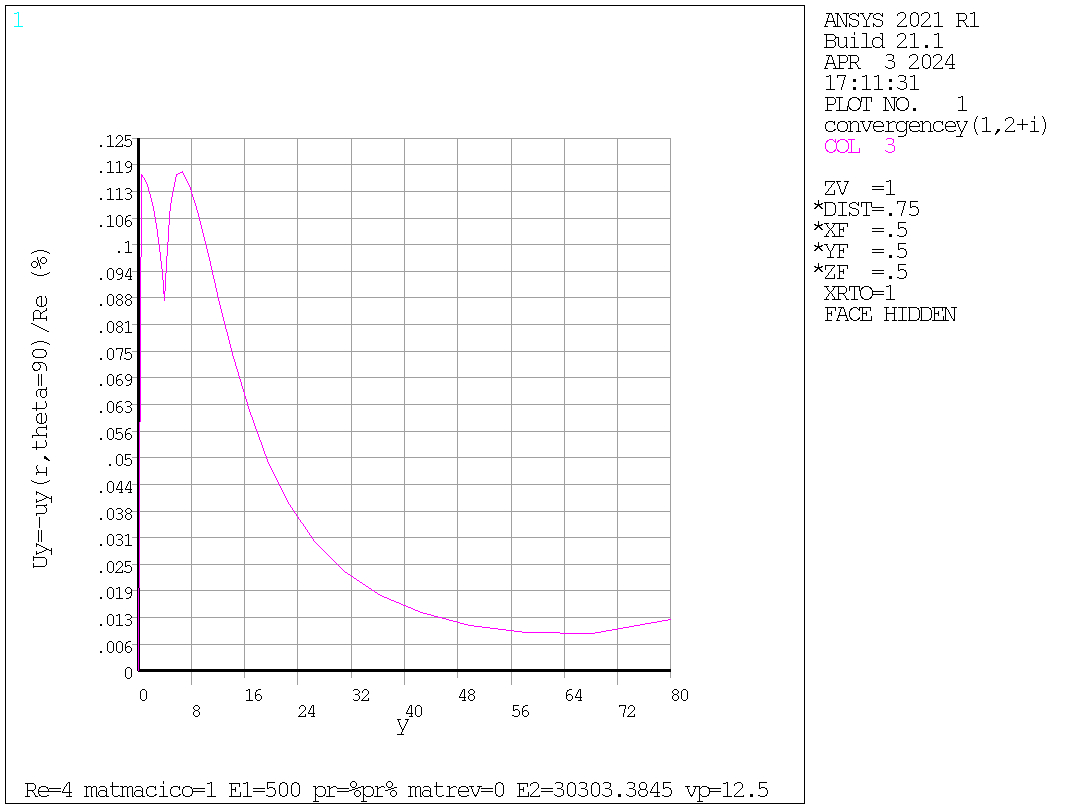 1
ANSYS 2021 R1
Build 21.1
APR  3 2024
17:11:31
PLOT NO.   1
convergencey(1,2+i)
COL  3
ZV  =1
*DIST=.75
*XF  =.5
*YF  =.5
*ZF  =.5
XRTO=1
FACE HIDDEN
.125
.119
.113
.106
.1
.094
.088
.081
.075
.069
.063
.056
.05
.044
.038
.031
.025
.019
.013
.006
0
Uy=-uy(r,theta=90)/Re (%)
0
8
16
24
32
40
48
56
64
72
80
y
Re=4 matmacico=1 E1=500 pr=%pr% matrev=0 E2=30303.3845 vp=12.5